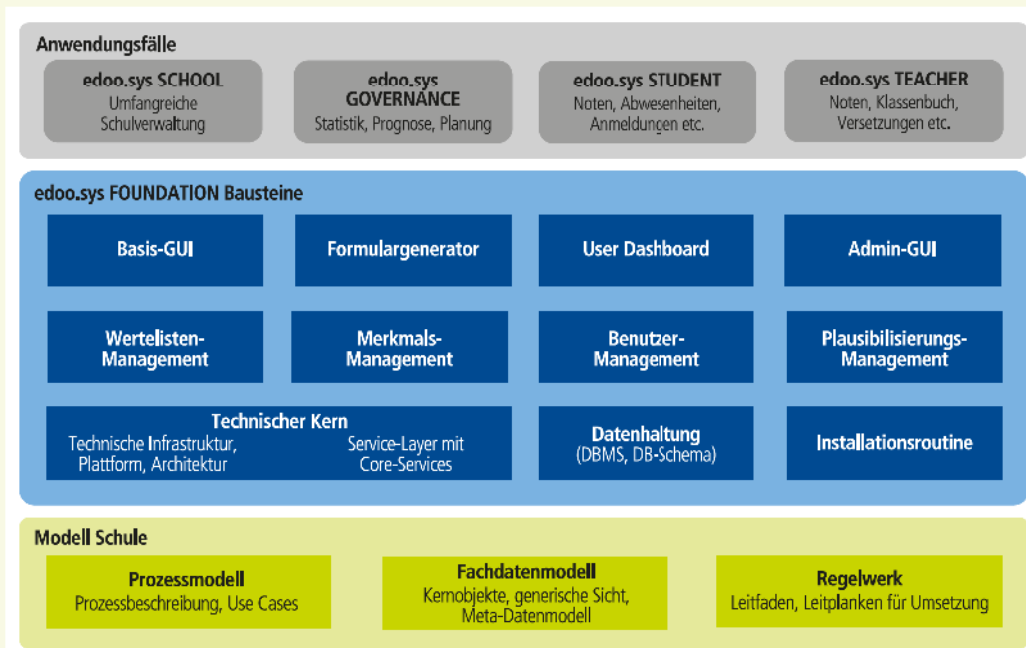 Anwendungsfälle
edoo.sys SCHOOL
Umfangreiche
Schulverwaltung
edoo.sys
GOVERNANCE
Statistik, Prognose, Planung
edoo.sys STUDENT
Noten, Abwesenheiten,
Anmeldungen etc.
edoo.sys TEACHER
Noten, Klassenbuch,
Versetzungen etc.
edoo.sys FOUNDATION Bausteine
Basis-GUI
Formulargenerator
User Dashboard
Admin-GUI
Wertelisten-
Management
Merkmals-
Management
Benutzer-
Management
Plausibilisierungs-
Management
Technischer Kern
Technische Infrastruktur,
Plattform, Architektur
Service-Layer mit
Core-Services
Datenhaltung
(DBMS, DB-Schema)
Installationsroutine
Modell Schule
Prozessmodell
Prozessbeschreibung, Use Cases
Fachdatenmodell
Kernobjekte, generische Sicht,
Meta-Datenmodell
Regelwerk
Leitfaden, Leitplanken für Umsetzung